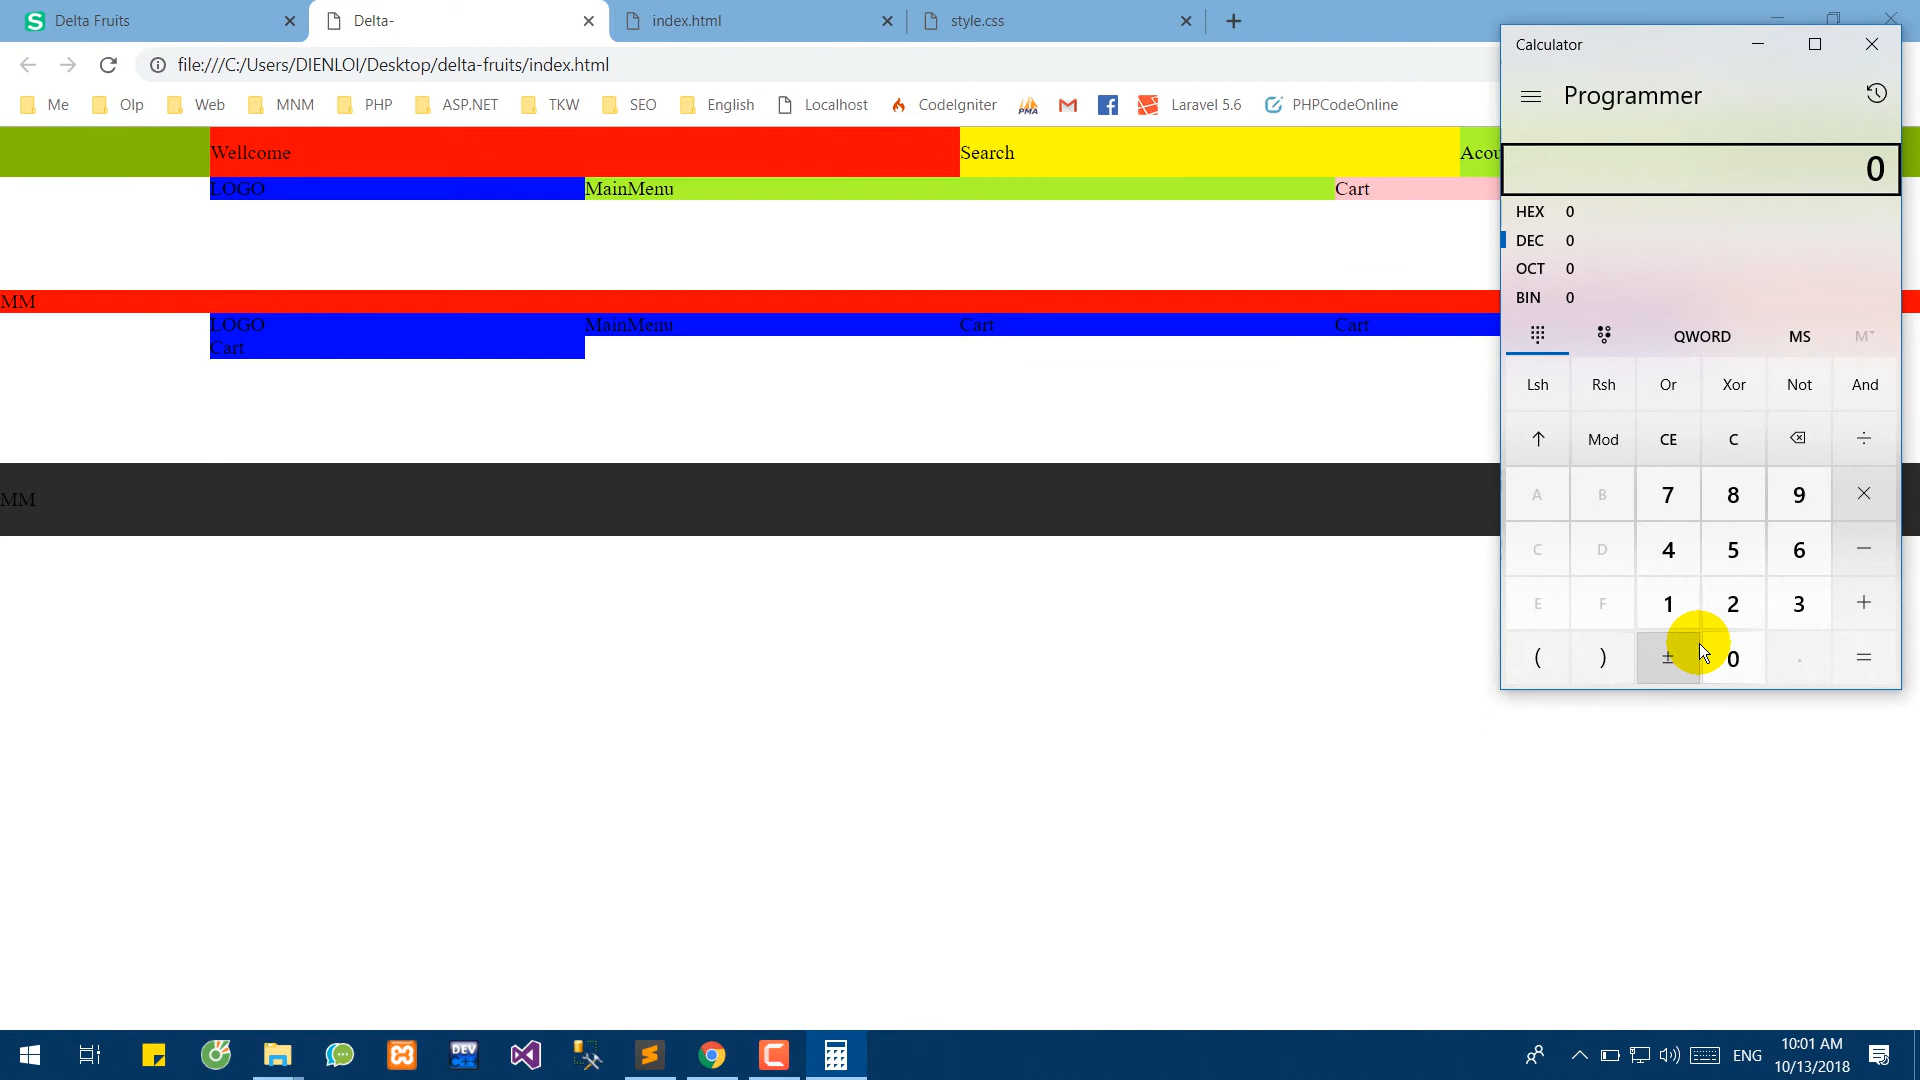 Delta Fruits
Delta-
index.html
style.css
file:///C:/Users/DIENLOI/Desktop/delta-fruits/index.html
Me
Olp
Web
MNM
PHP
ASP.NET
TKW
SEO
English
Localhost
CodeIgniter
PMA
Laravel 5.6
PHPCodeOnline
Wellcome
Search
Acou
LOGO
MainMenu
Cart
MM
LOGO
MainMenu
Cart
Cart
Cart
MM
Calculator
Programmer
0
HEX 0
DEC 0
OCT 0
BIN 0
QWORD
MS
M
Lsh
Rsh
Or
Xor
Not
And
Mod
CE
C
÷
A
B
7
8
9
×
C
D
4
5
6
−
E
F
1
2
3
+
(
)
±
0
.
=
DEV
ENG
10:01 AM
10/13/2018